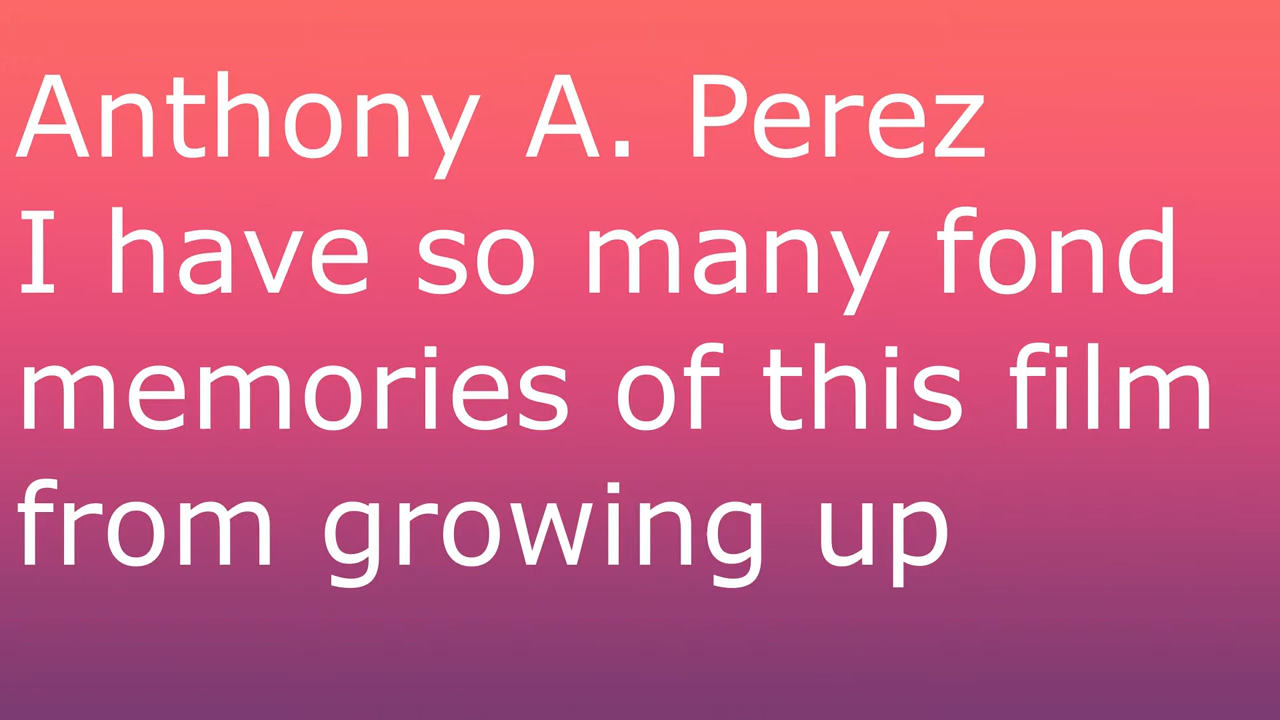 Anthony A. Perez
I have so many fond
memories of this film
from growing up